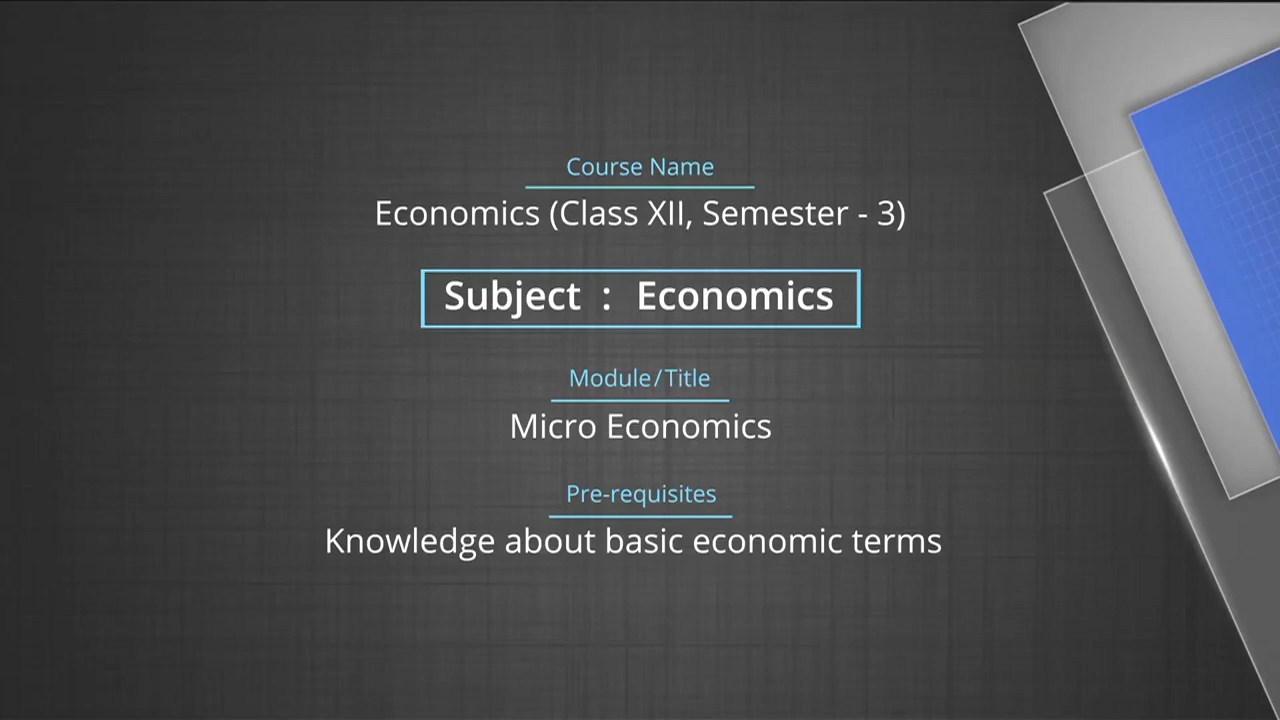 Course Name
Economics (Class XII, Semester - 3)
Subject : Economics
Module/Title
Micro Economics
Pre-requisites
Knowledge about basic economic terms